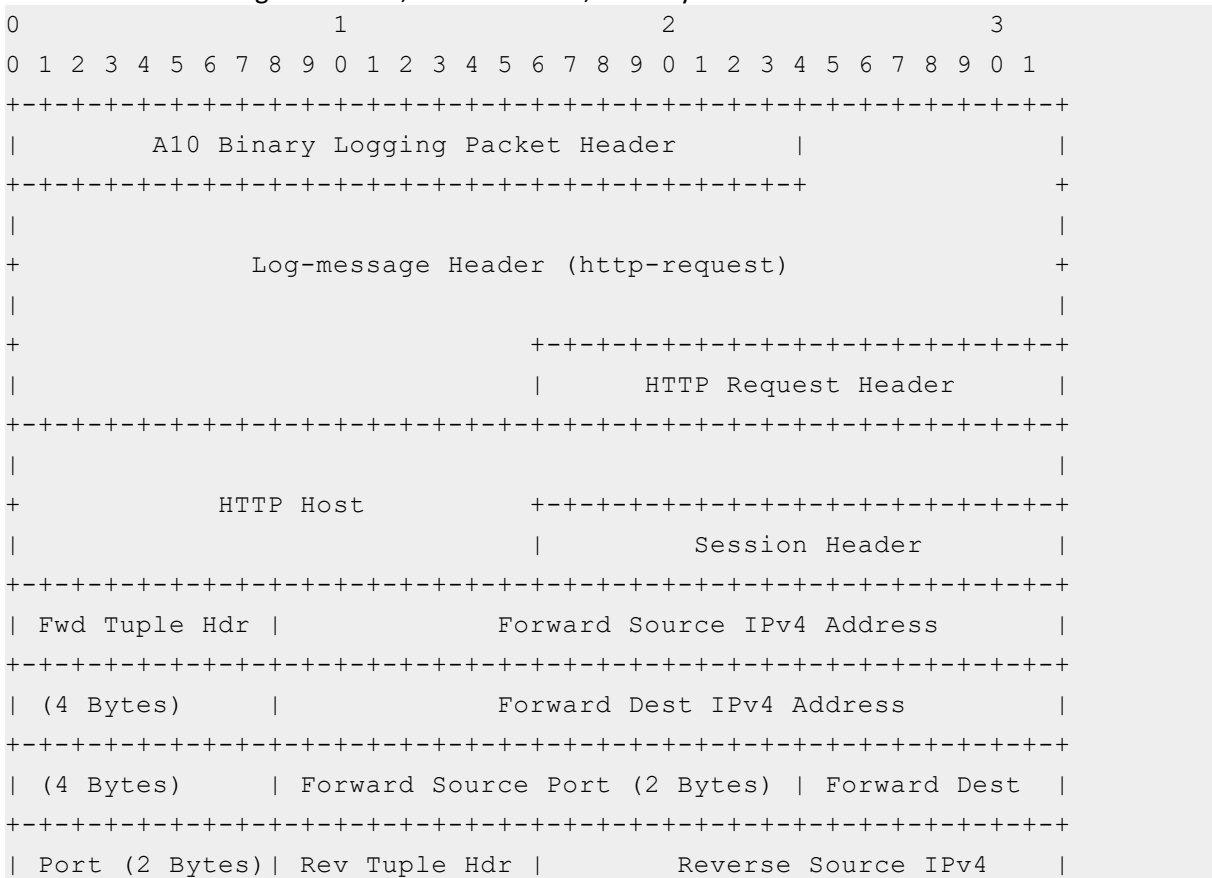 0                   1                   2                   3
0 1 2 3 4 5 6 7 8 9 0 1 2 3 4 5 6 7 8 9 0 1 2 3 4 5 6 7 8 9 0 1
+-+-+-+-+-+-+-+-+-+-+-+-+-+-+-+-+-+-+-+-+-+-+-+-+-+-+-+-+-+-+-+-+
|        A10 Binary Logging Packet Header       |               |
+-+-+-+-+-+-+-+-+-+-+-+-+-+-+-+-+-+-+-+-+-+-+-+-+               +
|                                                               |
+              Log-message Header (http-request)                +
|                                                               |
+                               +-+-+-+-+-+-+-+-+-+-+-+-+-+-+-+-+
|                               |      HTTP Request Header      |
+-+-+-+-+-+-+-+-+-+-+-+-+-+-+-+-+-+-+-+-+-+-+-+-+-+-+-+-+-+-+-+-+
|                                                               |
+            HTTP Host          +-+-+-+-+-+-+-+-+-+-+-+-+-+-+-+-+
|                               |         Session Header        |
+-+-+-+-+-+-+-+-+-+-+-+-+-+-+-+-+-+-+-+-+-+-+-+-+-+-+-+-+-+-+-+-+
| Fwd Tuple Hdr |             Forward Source IPv4 Address       |
+-+-+-+-+-+-+-+-+-+-+-+-+-+-+-+-+-+-+-+-+-+-+-+-+-+-+-+-+-+-+-+-+
| (4 Bytes)     |             Forward Dest IPv4 Address         |
+-+-+-+-+-+-+-+-+-+-+-+-+-+-+-+-+-+-+-+-+-+-+-+-+-+-+-+-+-+-+-+-+
| (4 Bytes)     | Forward Source Port (2 Bytes) | Forward Dest  |
+-+-+-+-+-+-+-+-+-+-+-+-+-+-+-+-+-+-+-+-+-+-+-+-+-+-+-+-+-+-+-+-+
| Port (2 Bytes)| Rev Tuple Hdr |        Reverse Source IPv4    |